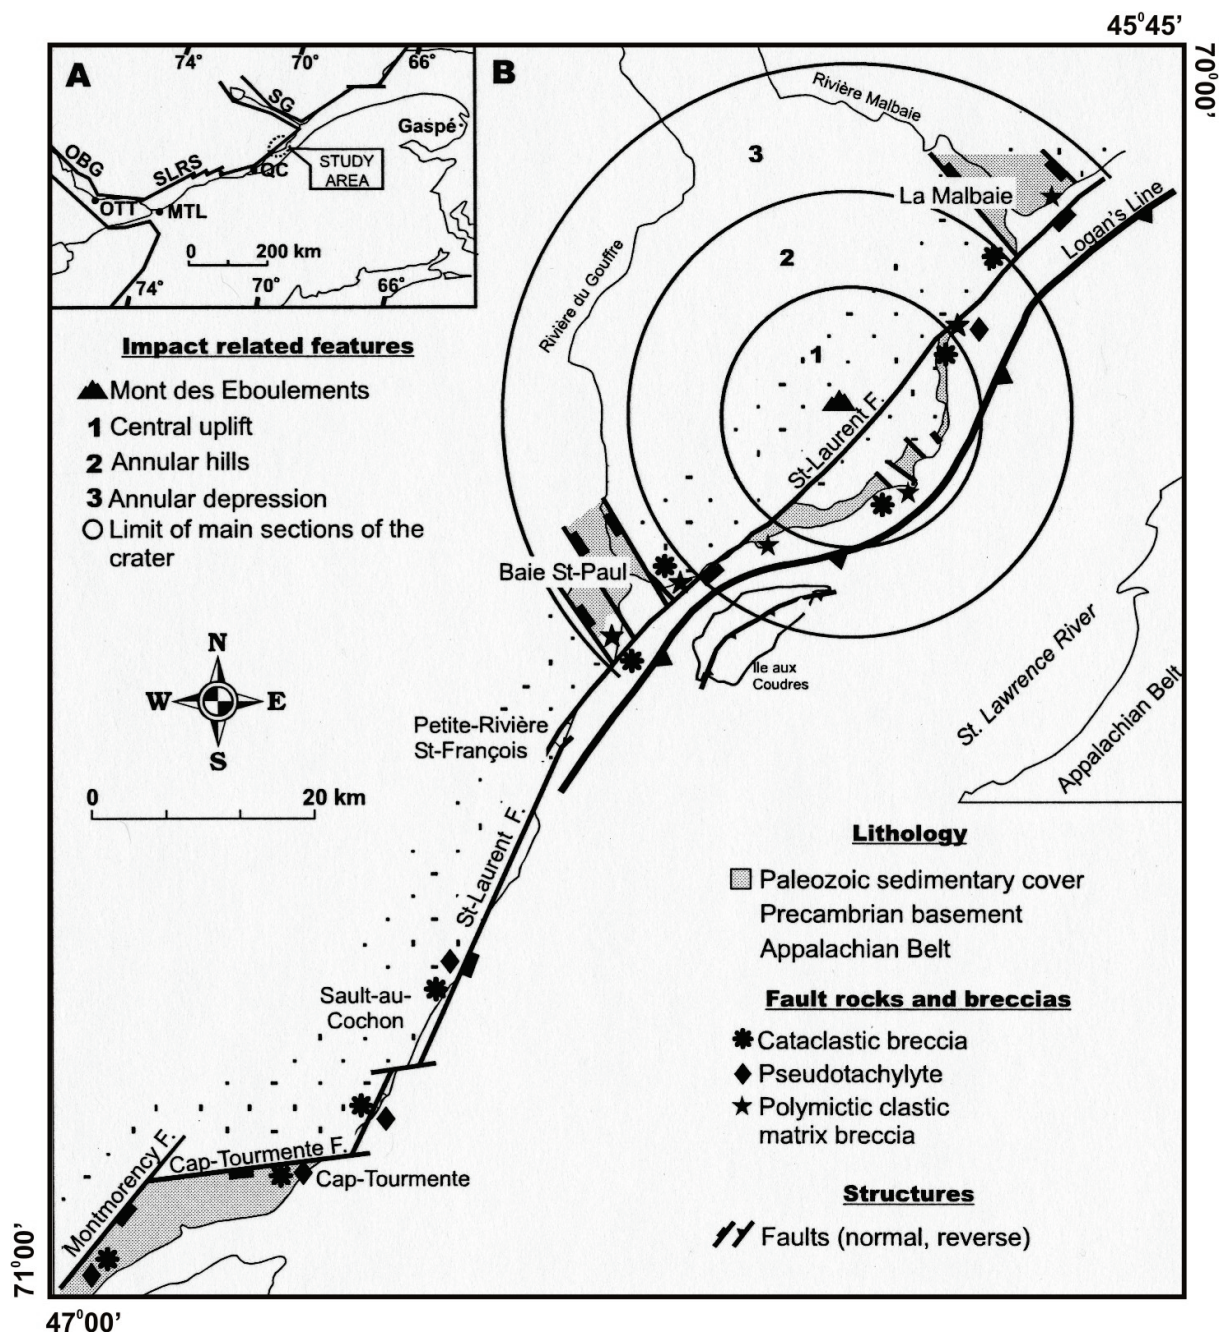 45°45'
70°00'
A
74°
70°
66°
SG
Gaspé
OBG
SLRS
QC
STUDY
AREA
OTT
MTL
0 200 km
74°
70°
66°
B
Rivière Malbaie
3
La Malbaie
Logan's Line
2
Rivière du Gouffre
1
St-Laurent F.
Impact related features
Mont des Eboulements
1 Central uplift
2 Annular hills
3 Annular depression
Limit of main sections of the
crater
Baie St-Paul
Ile aux
Coudres
N
W E
S
Petite-Rivière
St-François
St. Lawrence River
Appalachian Belt
0 20 km
St-Laurent F.
Sault-au-
Cochon
Lithology
Paleozoic sedimentary cover
Precambrian basement
Appalachian Belt
Fault rocks and breccias
Cataclastic breccia
Pseudotachylyte
Polymictic clastic
matrix breccia
Montmorency F.
Cap-Tourmente F.
Cap-Tourmente
Structures
Faults (normal, reverse)
71°00'
47°00'